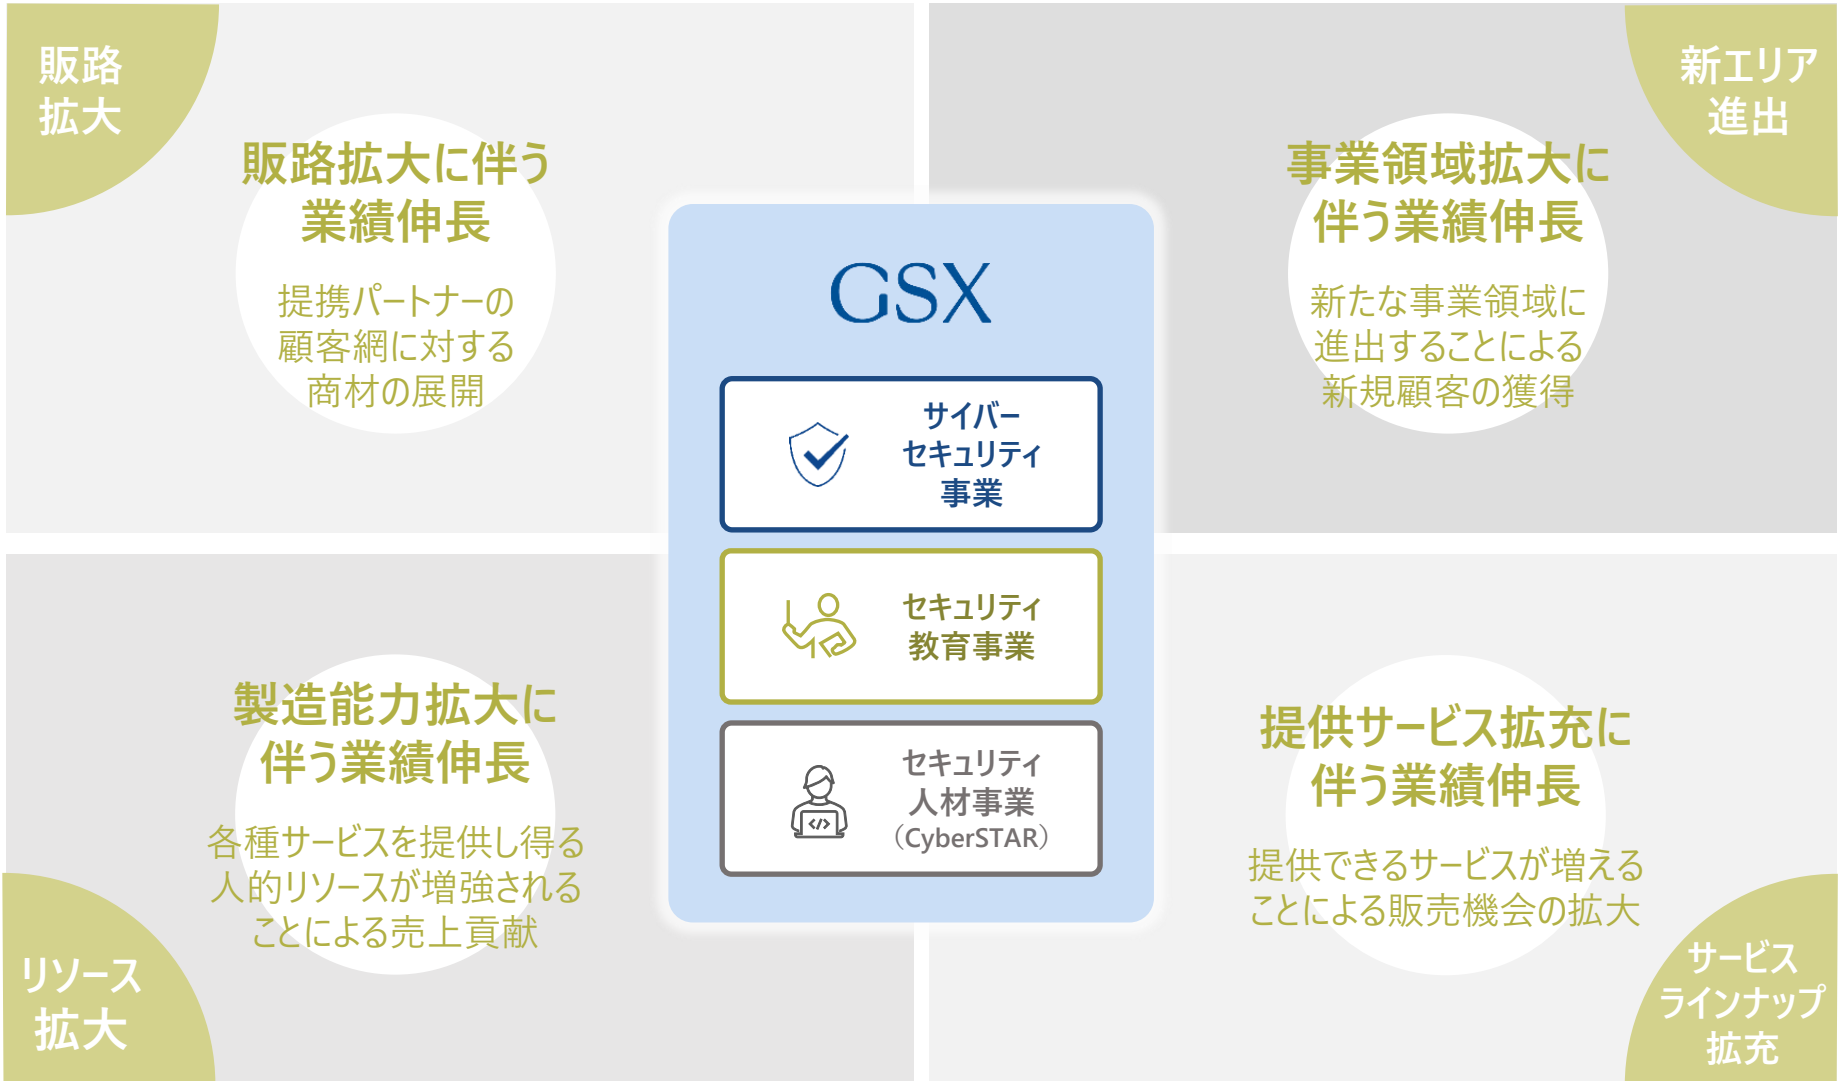 販路
拡大
販路拡大に伴う
業績伸長
提携パートナーの
顧客網に対する
商材の展開
新エリア
進出
事業領域拡大に
伴う業績伸長
新たな事業領域に
進出することによる
新規顧客の獲得
GSX
サイバー
セキュリティ
事業
セキュリティ
教育事業
セキュリティ
人材事業
（CyberSTAR）
</>
リソース
拡大
製造能力拡大に
伴う業績伸長
各種サービスを提供し得る
人的リソースが増強される
ことによる売上貢献
提供サービス拡充に
伴う業績伸長
提供できるサービスが増える
ことによる販売機会の拡大
サービス
ラインナップ
拡充